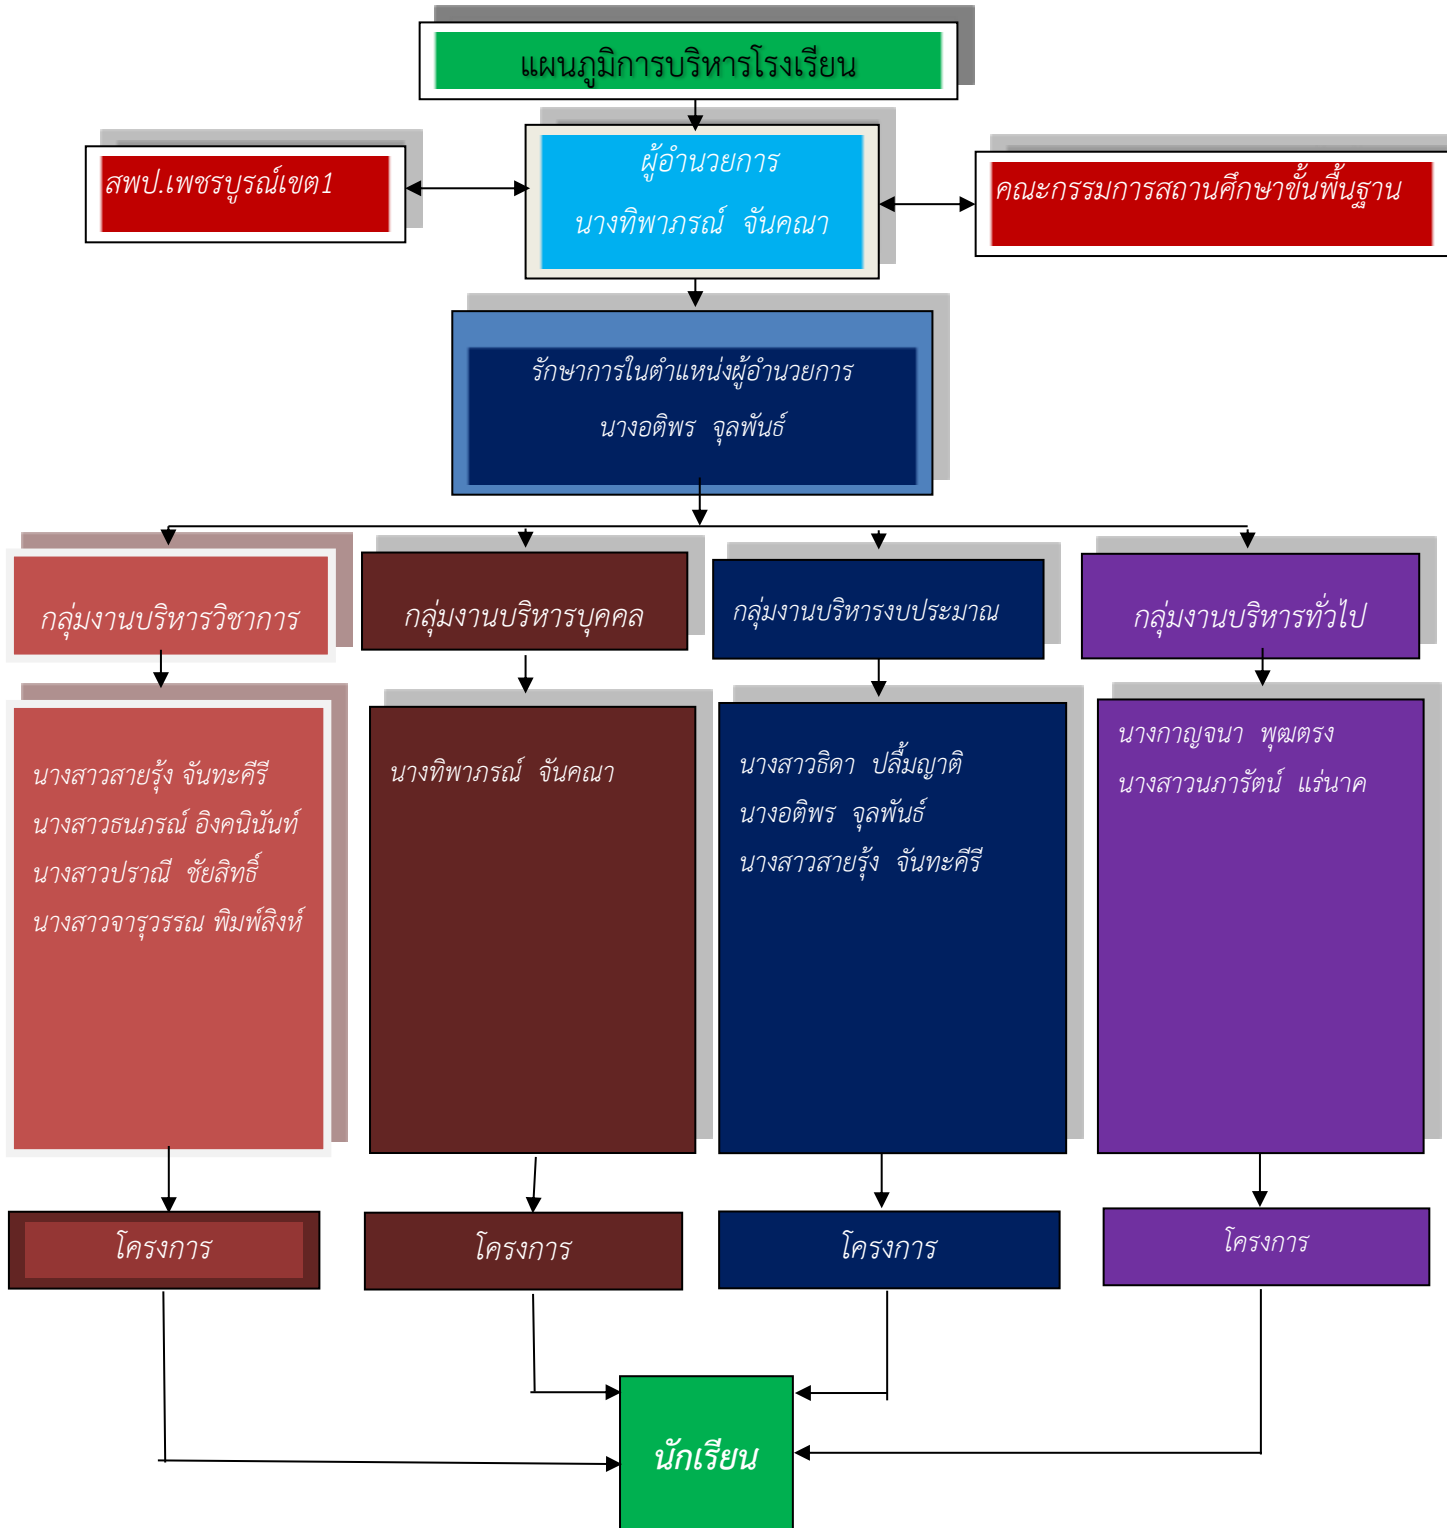 แผนภูมิการบริหารโรงเรียน
สพป.เพชรบูรณ์เขต1
ผู้อำนวยการ
นางทิพาภรณ์ จันคณา
คณะกรรมการสถานศึกษาขั้นพื้นฐาน
รักษาการในตำแหน่งผู้อำนวยการ
นางอติพร จุลพันธ์
กลุ่มงานบริหารวิชาการ
กลุ่มงานบริหารบุคคล
กลุ่มงานบริหารงบประมาณ
กลุ่มงานบริหารทั่วไป
นางสาวสายรุ้ง จันทะคีรี
นางสาวธนภรณ์ อิงคนินันท์
นางสาวปราณี ชัยสิทธิ์
นางสาวจารุวรรณ พิมพ์สิงห์
นางทิพาภรณ์ จันคณา
นางสาวธิดา ปลื้มญาติ
นางอติพร จุลพันธ์
นางสาวสายรุ้ง จันทะคีรี
นางกาญจนา พุฒตรง
นางสาวนภารัตน์ แร่นาค
โครงการ
โครงการ
โครงการ
โครงการ
นักเรียน